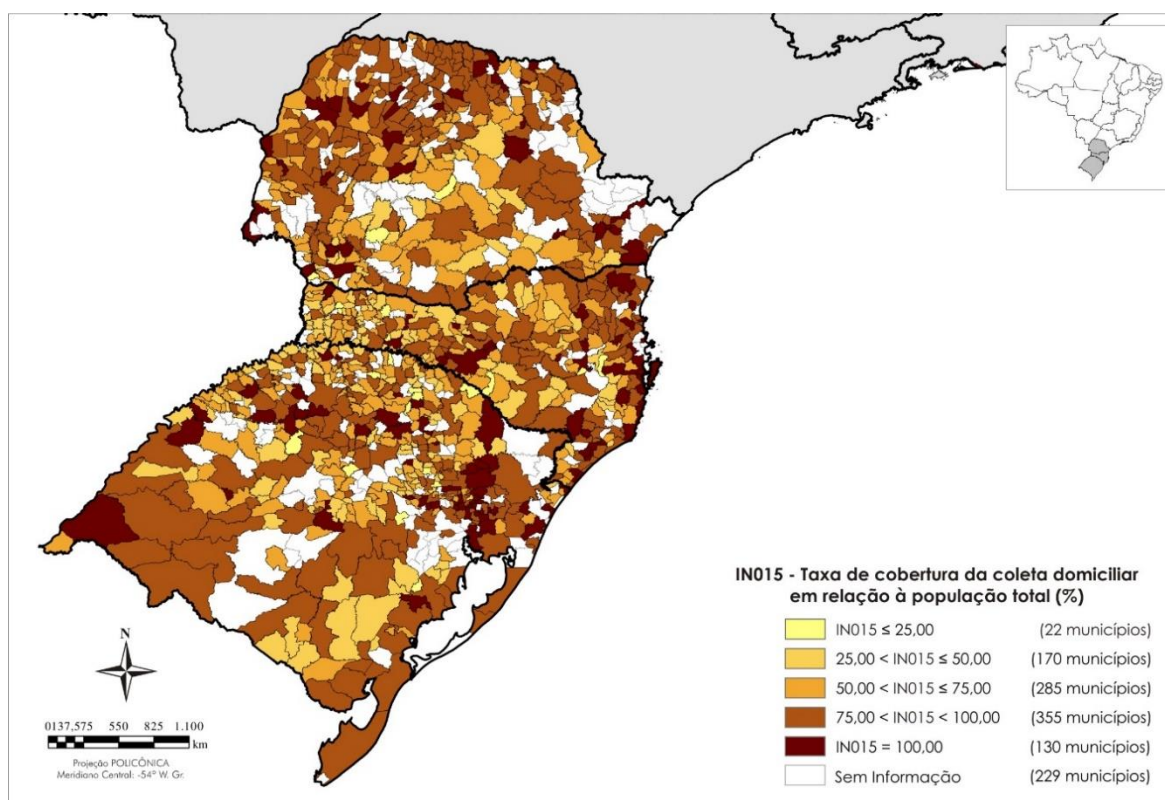 N
0137,575 550 825 1.100
km
Projeção POLICÔNICA
Meridiano Central: -54° W. Gr.
IN015 - Taxa de cobertura da coleta domiciliar
em relação à população total (%)
IN015 ≤ 25,00 (22 municípios)
25,00 < IN015 ≤ 50,00 (170 municípios)
50,00 < IN015 ≤ 75,00 (285 municípios)
75,00 < IN015 < 100,00 (355 municípios)
IN015 = 100,00 (130 municípios)
Sem Informação (229 municípios)